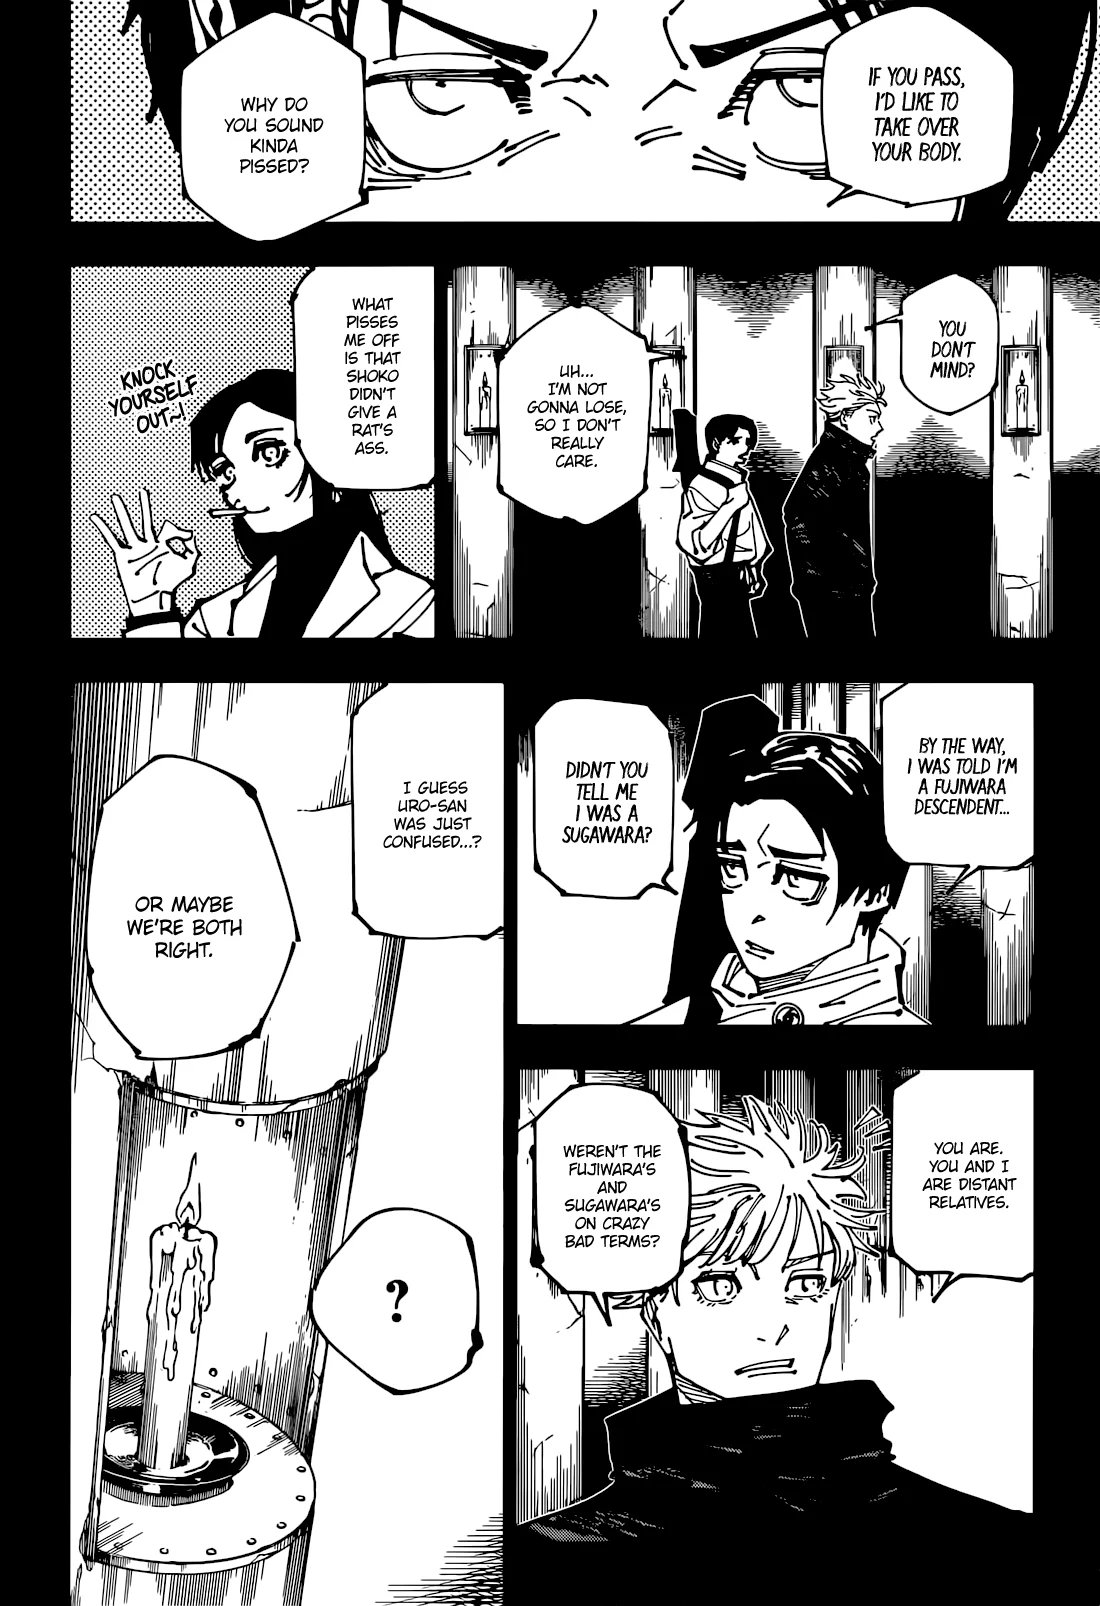 IF YOU PASS,
I'D LIKE TO
TAKE OVER
YOUR BODY.
WHY DO
YOU SOUND
KINDA
PISSED?
YOU
DON'T
MIND?
UH...
I'M NOT
GONNA LOSE,
SO I DON'T
REALLY
CARE.
WHAT
PISSES
ME OFF
IS THAT
SHOKO
DIDN'T
GIVE A
RAT'S
ASS.
KNOCK
YOURSELF
OUT~!
BY THE WAY,
I WAS TOLD I'M
A FUJIWARA
DESCENDENT...
DIDN'T YOU
TELL ME
I WAS A
SUGAWARA?
YOU ARE.
YOU AND I
ARE DISTANT
RELATIVES.
WEREN'T THE
FUJIWARA'S
AND
SUGAWARA'S
ON CRAZY
BAD TERMS?
I GUESS
URO-SAN
WAS JUST
CONFUSED...?
OR MAYBE
WE'RE BOTH
RIGHT.
?